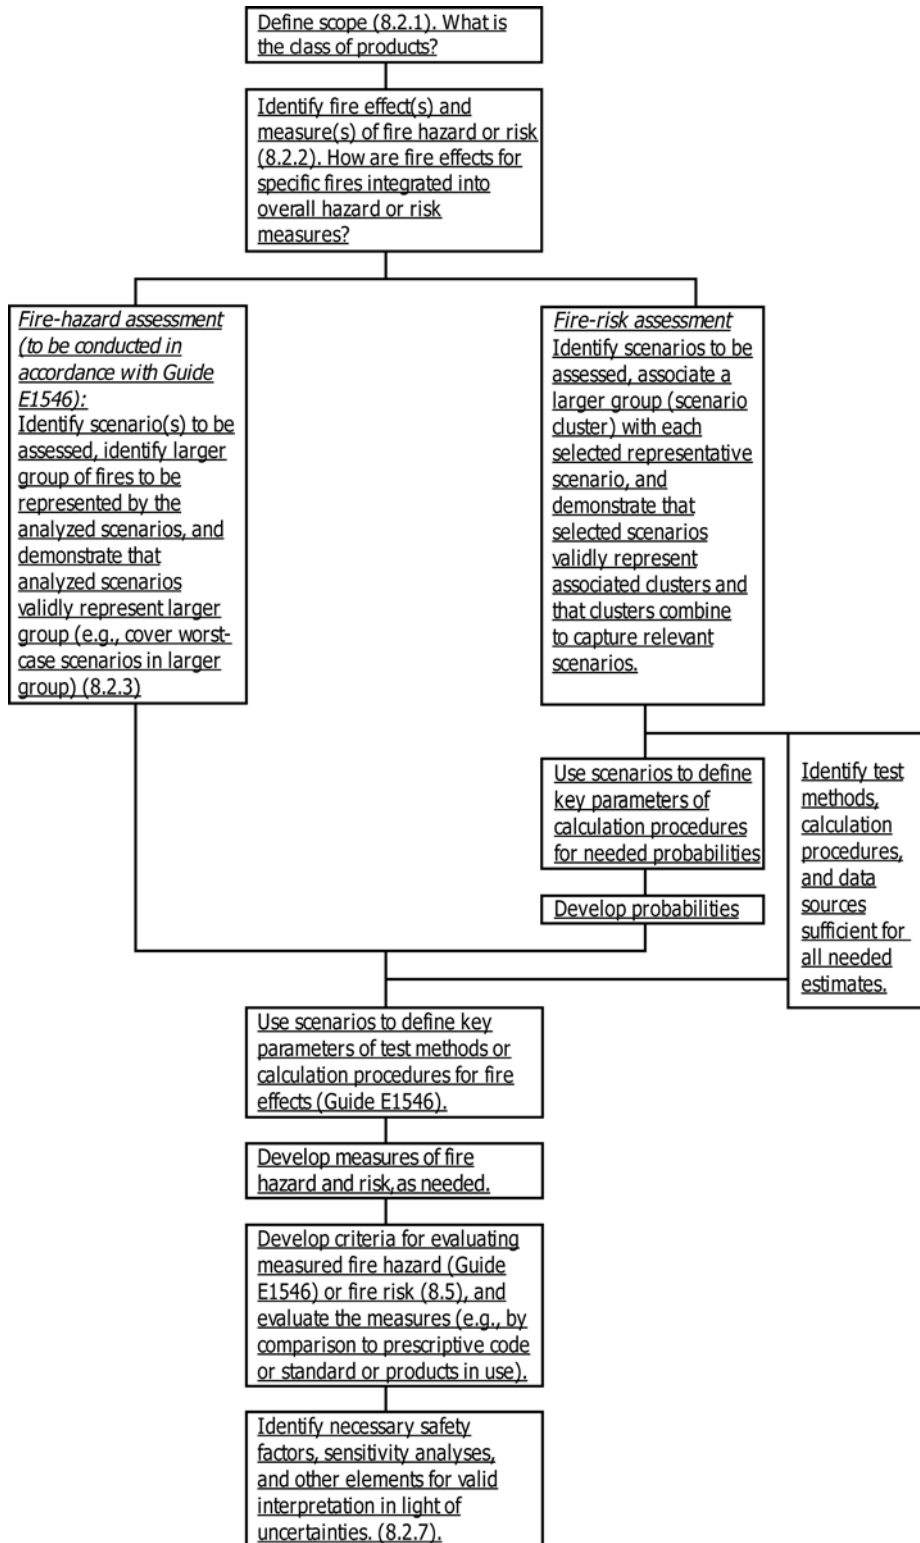 Define scope (8.2.1). What is
the class of products?
Identify fire effect(s) and
measure(s) of fire hazard or risk
(8.2.2). How are fire effects for
specific fires integrated into
overall hazard or risk
measures?
Fire-hazard assessment
(to be conducted in
accordance with Guide
E1546):
Identify scenario(s) to be
assessed, identify larger
group of fires to be
represented by the
analyzed scenarios, and
demonstrate that
analyzed scenarios
validly represent larger
group (e.g., cover worst-
case scenarios in larger
group) (8.2.3)
Fire-risk assessment
Identify scenarios to be
assessed, associate a
larger group (scenario
cluster) with each
selected representative
scenario, and
demonstrate that
selected scenarios
validly represent
associated clusters and
that clusters combine
to capture relevant
scenarios.
Use scenarios to define
key parameters of
calculation procedures
for needed probabilities
Develop probabilities
Identify test
methods,
calculation
procedures,
and data
sources
sufficient for
all needed
estimates.
Use scenarios to define key
parameters of test methods or
calculation procedures for fire
effects (Guide E1546).
Develop measures of fire
hazard and risk,as needed.
Develop criteria for evaluating
measured fire hazard (Guide
E1546) or fire risk (8.5), and
evaluate the measures (e.g., by
comparison to prescriptive code
or standard or products in use).
Identify necessary safety
factors, sensitivity analyses,
and other elements for valid
interpretation in light of
uncertainties. (8.2.7).